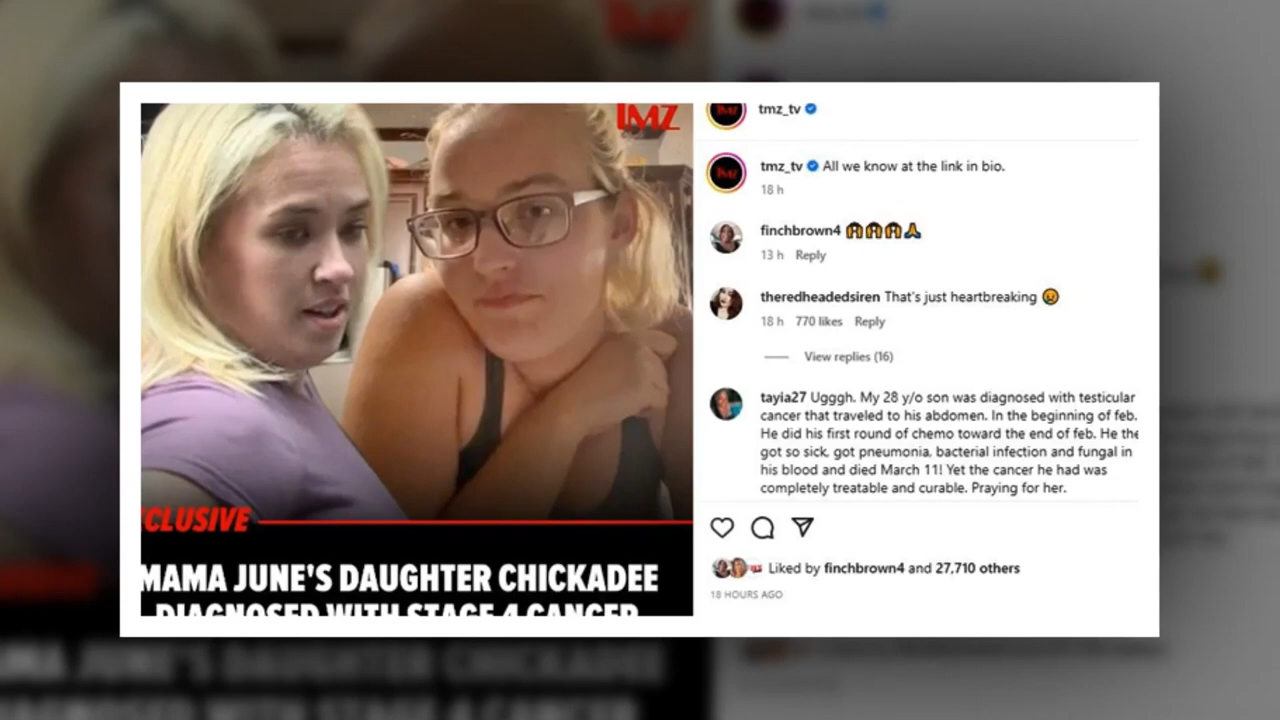 TMZ
CLUSIVE
MAMA JUNE'S DAUGHTER CHICKADEE
DIAGNOSED WITH STAGE 4 CANCER
tmz_tv
tmz_tv All we know at the link in bio.
18 h
finchbrown4
13 h Reply
theredheadedsiren That's just heartbreaking
18 h 770 likes Reply
View replies (16)
tayia27 Ugggh. My 28 y/o son was diagnosed with testicular
cancer that traveled to his abdomen. In the beginning of feb.
He did his first round of chemo toward the end of feb. He the
got so sick, got pneumonia, bacterial infection and fungal in
his blood and died March 11! Yet the cancer he had was
completely treatable and curable. Praying for her.
Liked by finchbrown4 and 27,710 others
18 HOURS AGO